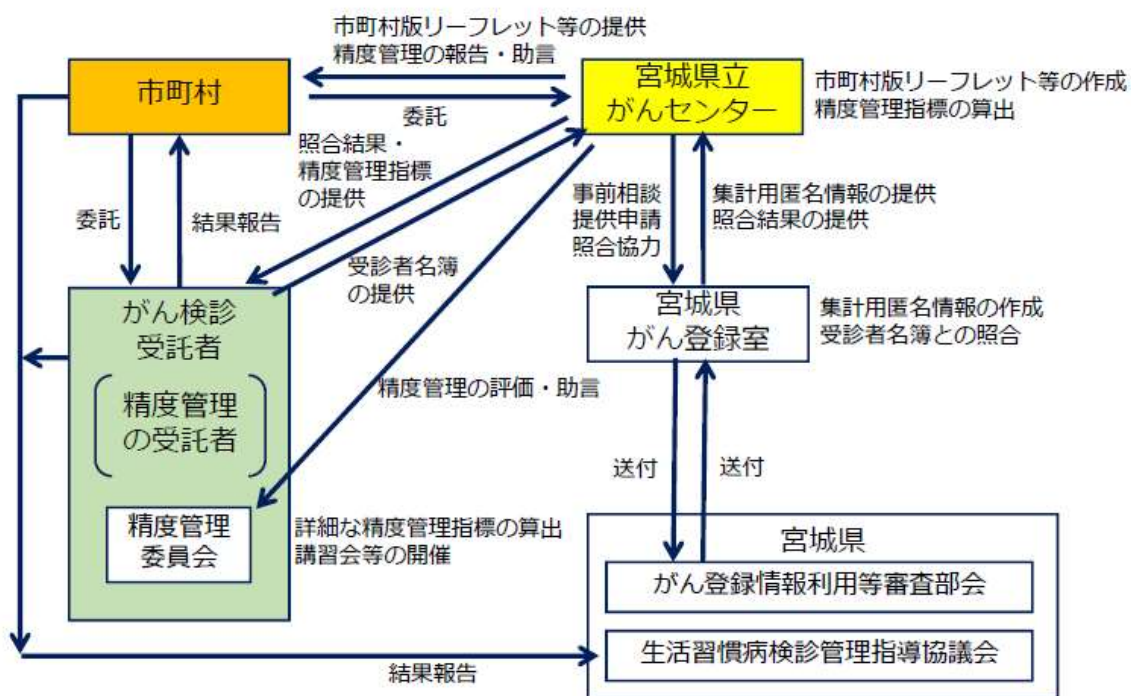 市町村版リーフレット等の提供
精度管理の報告・助言
市町村
宮城県立
がんセンター
市町村版リーフレット等の作成
精度管理指標の算出
委託
照合結果・
精度管理指標
の提供
委託
結果報告
事前相談
提供申請
照合協力
集計用匿名情報の提供
照合結果の提供
受診者名簿
の提供
がん検診
受託者
精度管理
の受託者
宮城県
がん登録室
集計用匿名情報の作成
受診者名簿との照合
精度管理の評価・助言
送付
送付
精度管理
委員会
詳細な精度管理指標の算出
講習会等の開催
宮城県
がん登録情報利用等審査部会
生活習慣病検診管理指導協議会
結果報告